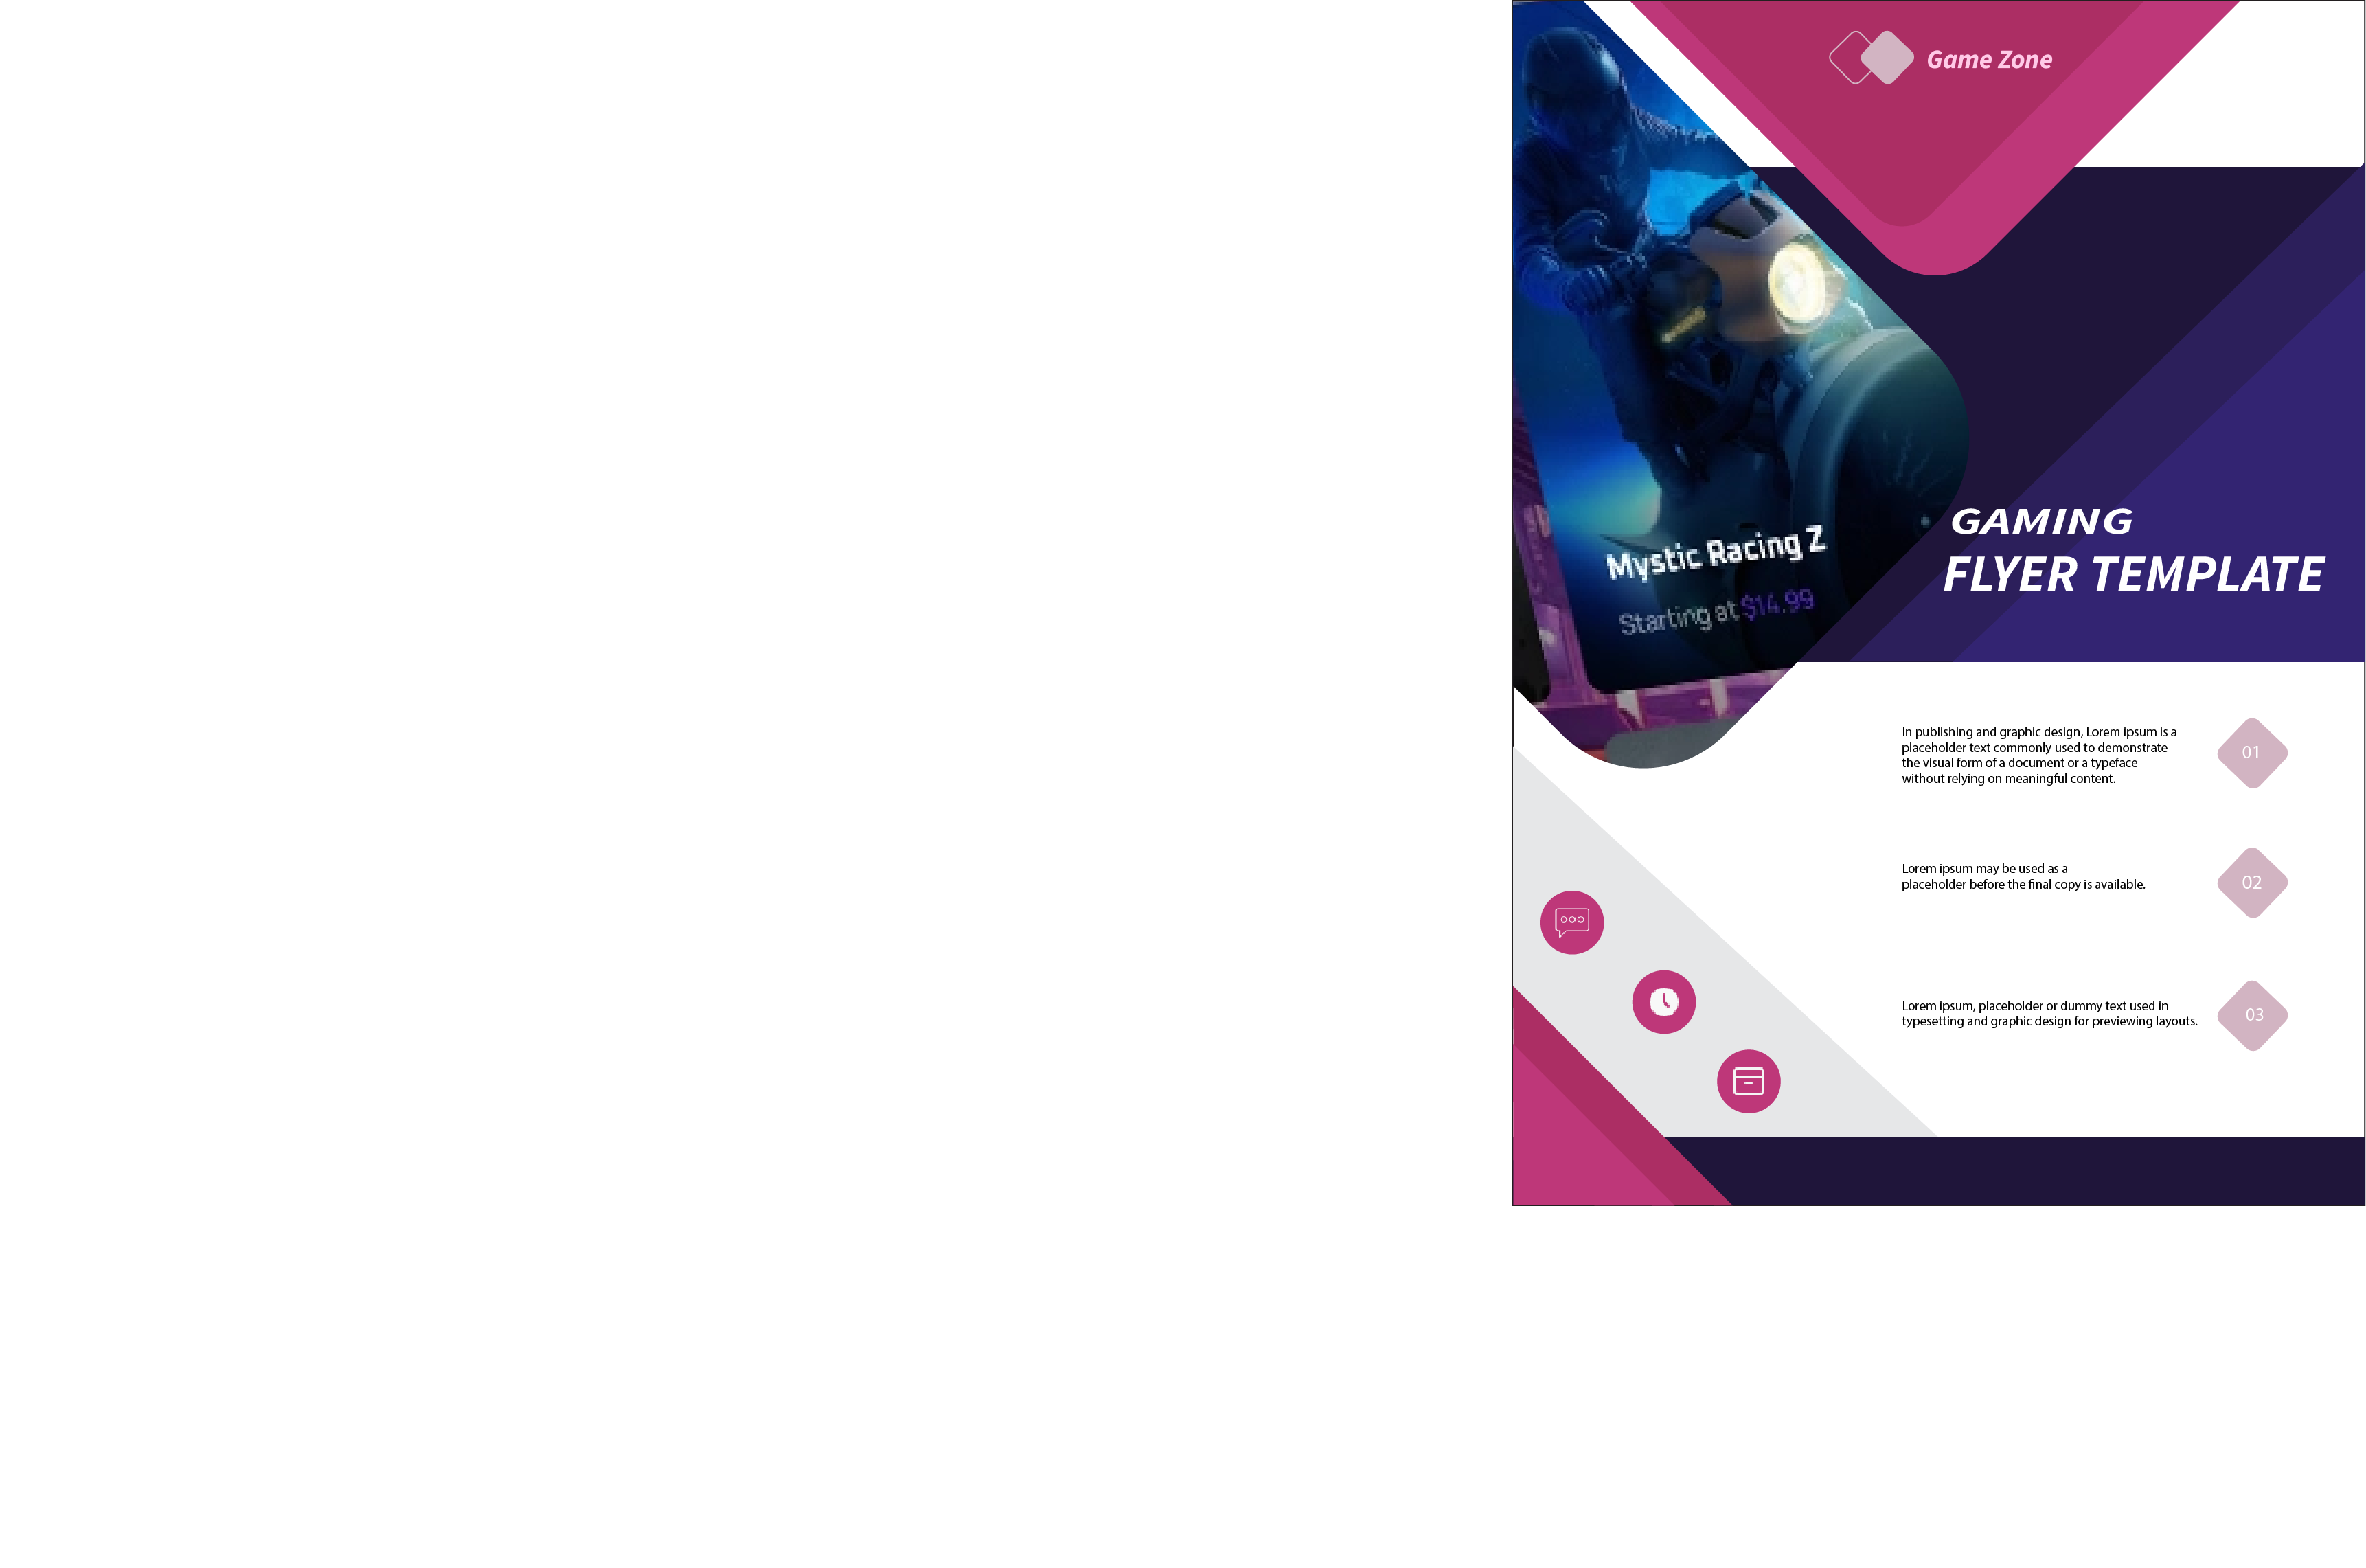 Game Zone
Mystic Racing Z
Starting at $14.99
GAMING
FLYER TEMPLATE
In publishing and graphic design, Lorem ipsum is a
placeholder text commonly used to demonstrate
the visual form of a document or a typeface
without relying on meaningful content.
01
Lorem ipsum may be used as a
placeholder before the final copy is available.
02
Lorem ipsum, placeholder or dummy text used in
typesetting and graphic design for previewing layouts.
03